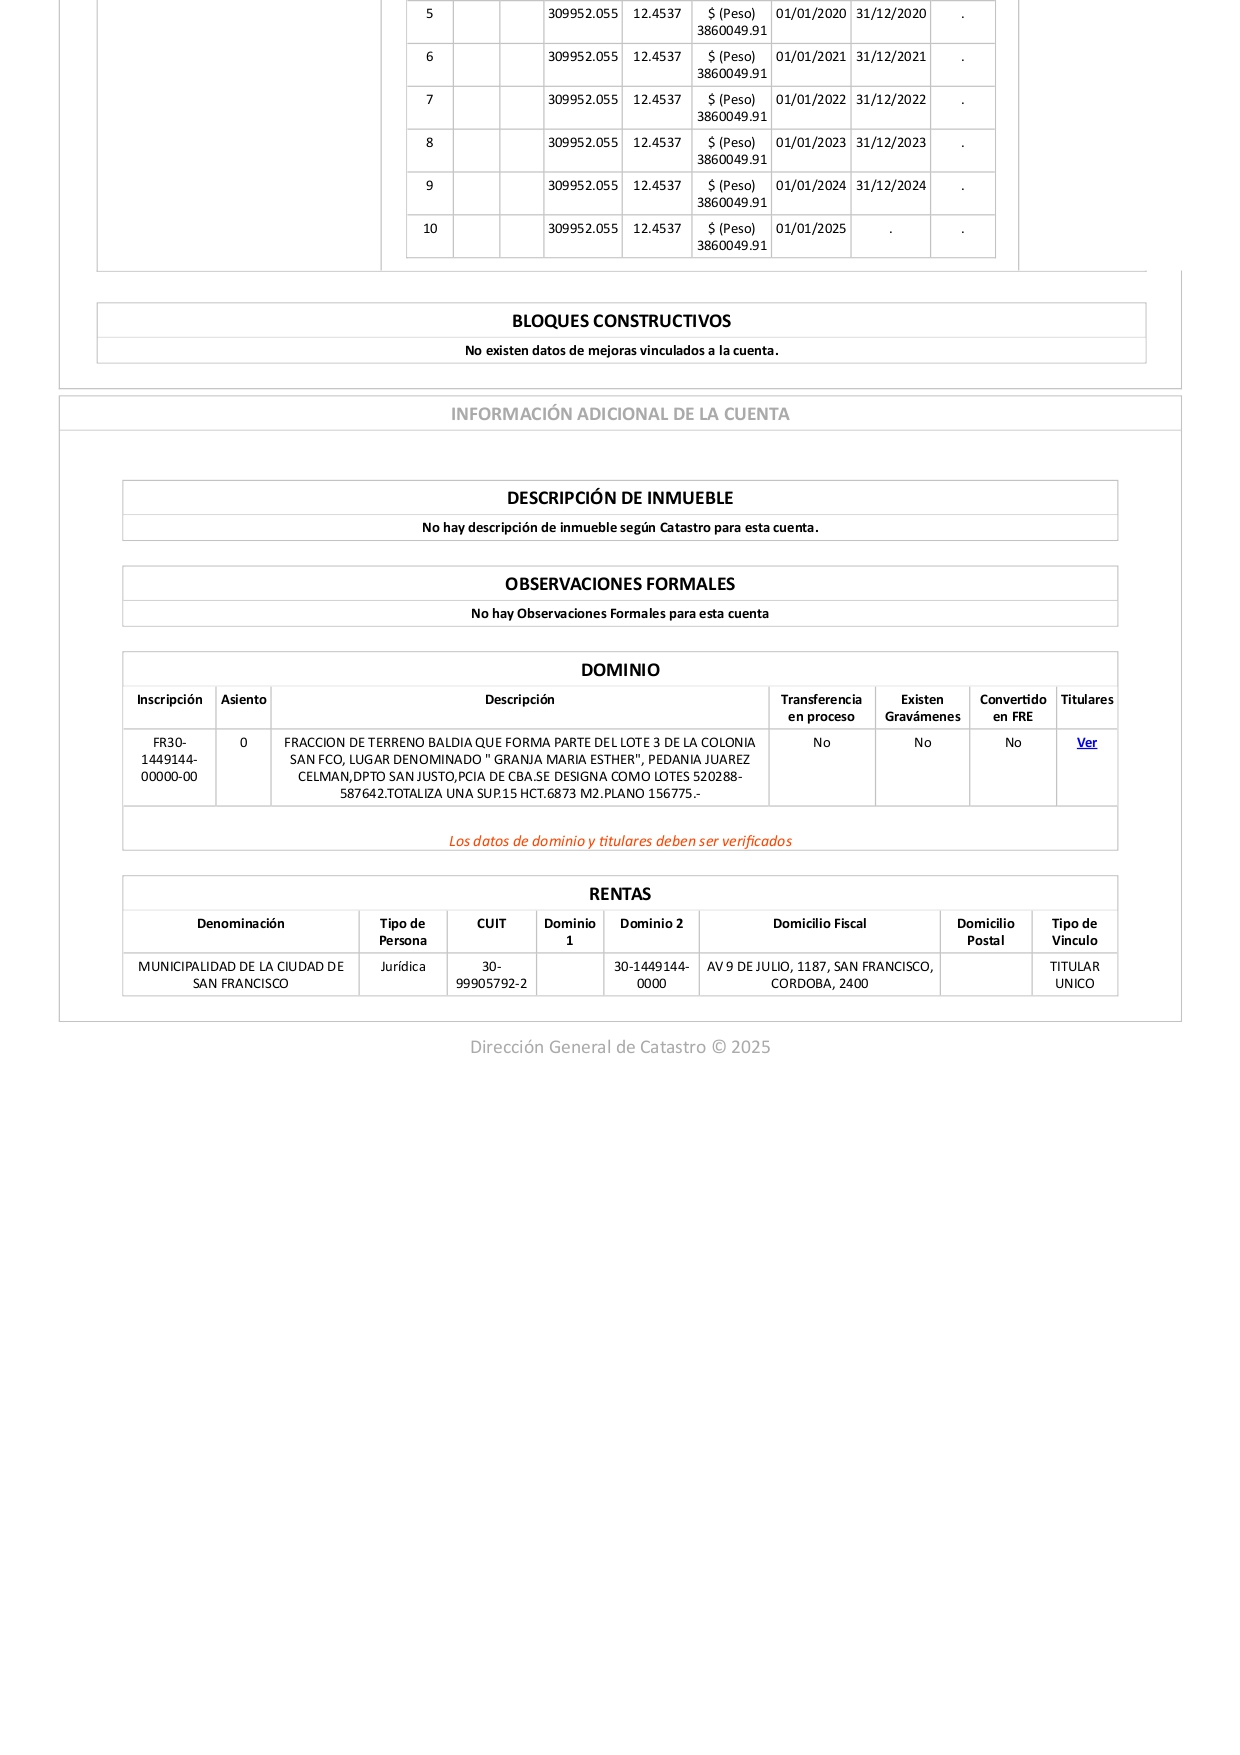 5 309952.055 12.4537 $ (Peso) 01/01/2020 31/12/2020 .
3860049.91
6 309952.055 12.4537 $ (Peso) 01/01/2021 31/12/2021 .
3860049.91
7 309952.055 12.4537 $ (Peso) 01/01/2022 31/12/2022 .
3860049.91
8 309952.055 12.4537 $ (Peso) 01/01/2023 31/12/2023 .
3860049.91
9 309952.055 12.4537 $ (Peso) 01/01/2024 31/12/2024 .
3860049.91
10 309952.055 12.4537 $ (Peso) 01/01/2025 . .
3860049.91
BLOQUES CONSTRUCTIVOS
No existen datos de mejoras vinculados a la cuenta.
INFORMACIÓN ADICIONAL DE LA CUENTA
DESCRIPCIÓN DE INMUEBLE
No hay descripción de inmueble según Catastro para esta cuenta.
OBSERVACIONES FORMALES
No hay Observaciones Formales para esta cuenta
DOMINIO
Inscripción Asiento Descripción Transferencia Existen Convertido Titulares
en proceso Gravámenes en FRE
FR30- 0 FRACCION DE TERRENO BALDIA QUE FORMA PARTE DEL LOTE 3 DE LA COLONIA No No No Ver
1449144- SAN FCO, LUGAR DENOMINADO " GRANJA MARIA ESTHER", PEDANIA JUAREZ
00000-00 CELMAN,DPTO SAN JUSTO,PCIA DE CBA.SE DESIGNA COMO LOTES 520288-
587642.TOTALIZA UNA SUP.15 HCT.6873 M2.PLANO 156775.-
Los datos de dominio y titulares deben ser verificados
RENTAS
Denominación Tipo de CUIT Dominio Dominio 2 Domicilio Fiscal Domicilio Tipo de
Persona 1 Postal Vinculo
MUNICIPALIDAD DE LA CIUDAD DE Jurídica 30- 30-1449144- AV 9 DE JULIO, 1187, SAN FRANCISCO, TITULAR
SAN FRANCISCO 99905792-2 0000 CORDOBA, 2400 UNICO
Dirección General de Catastro © 2025